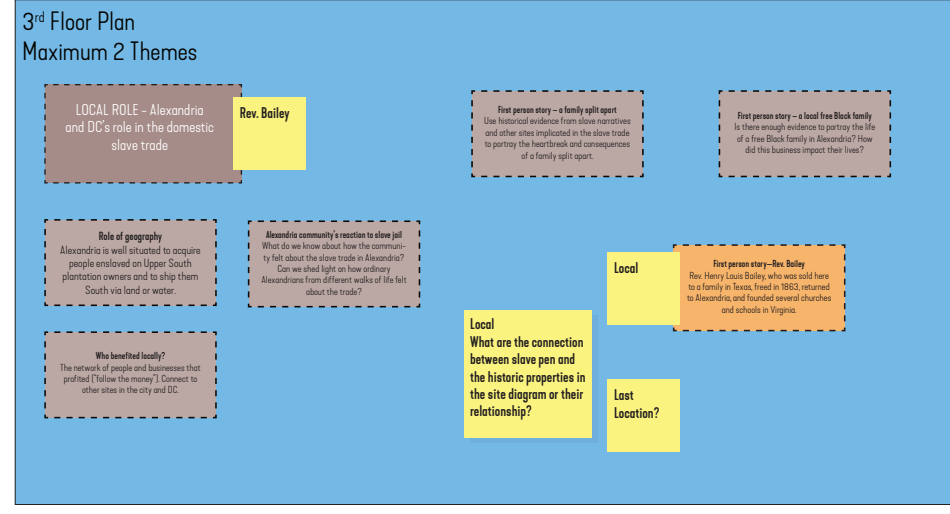 3rd Floor Plan
Maximum 2 Themes
LOCAL ROLE - Alexandria
and DC's role in the domestic
slave trade
Rev. Bailey
First person story – a family split apart
Use historical evidence from slave narratives
and other sites implicated in the slave trade
to portray the heartbreak and consequences
of a family split apart.
First person story – a local free Black family
Is there enough evidence to portray the life
of a free Black family in Alexandria? How
did this business impact their lives?
Role of geography
Alexandria is well situated to acquire
people enslaved on Upper South
plantation owners and to ship them
South via land or water.
Alexandria community's reaction to slave jail
What do we know about how the communi-
ty felt about the slave trade in Alexandria?
Can we shed light on how ordinary
Alexandrians from different walks of life felt
about the trade?
Local
First person story—Rev. Bailey
Rev. Henry Louis Bailey, who was sold here
to a family in Texas, freed in 1863, returned
to Alexandria, and founded several churches
and schools in Virginia.
Local
What are the connection
between slave pen and
the historic properties in
the site diagram or their
relationship?
Who benefited locally?
The network of people and businesses that
profited ("follow the money"). Connect to
other sites in the city and DC.
Last
Location?